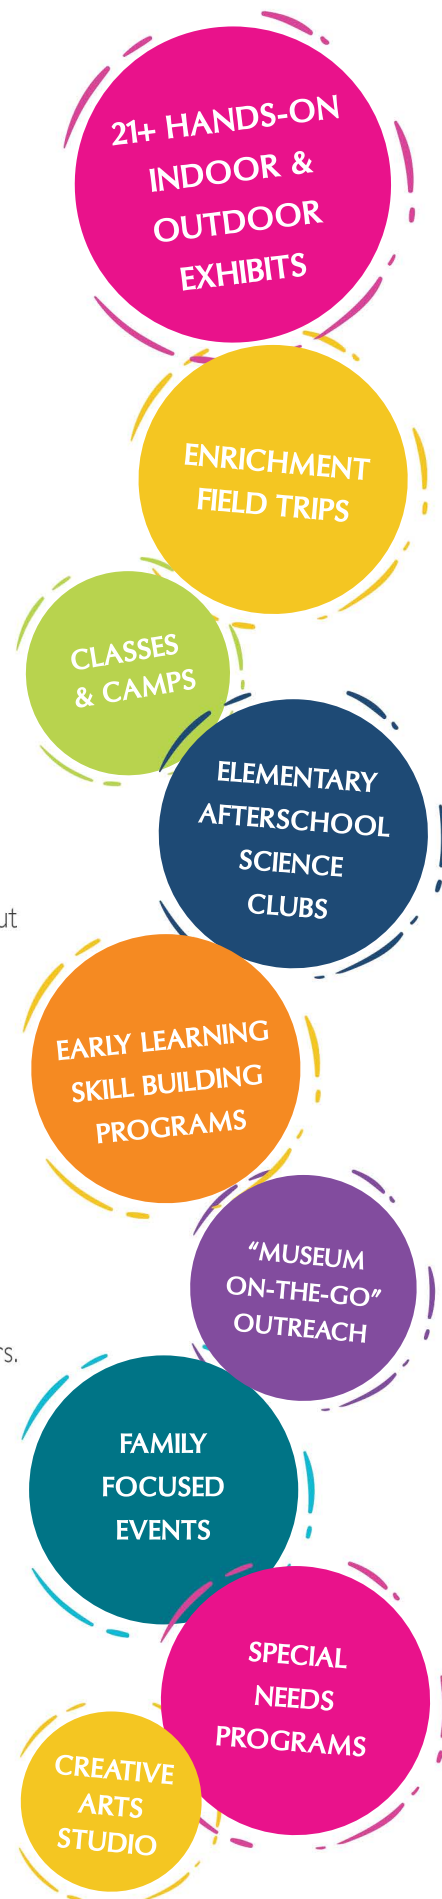 21+ HANDS-ON
INDOOR &
OUTDOOR
EXHIBITS
ENRICHMENT
FIELD TRIPS
CLASSES
& CAMPS
ELEMENTARY
AFTERSCHOOL
SCIENCE
CLUBS
EARLY LEARNING
SKILL BUILDING
PROGRAMS
“MUSEUM
ON-THE-GO”
OUTREACH
FAMILY
FOCUSED
EVENTS
SPECIAL
NEEDS
PROGRAMS
CREATIVE
ARTS
STUDIO